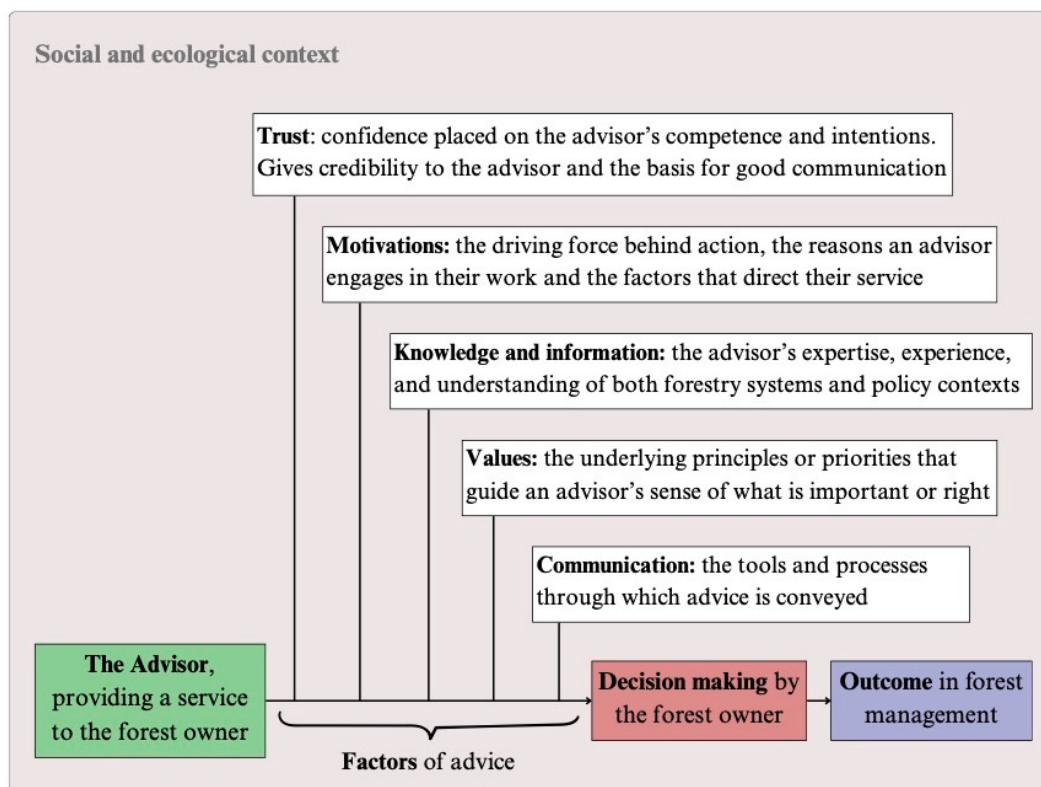 Social and ecological context
Trust: confidence placed on the advisor’s competence and intentions.
Gives credibility to the advisor and the basis for good communication
Motivations: the driving force behind action, the reasons an advisor
engages in their work and the factors that direct their service
Knowledge and information: the advisor’s expertise, experience,
and understanding of both forestry systems and policy contexts
Values: the underlying principles or priorities that
guide an advisor’s sense of what is important or right
Communication: the tools and processes
through which advice is conveyed
The Advisor,
providing a service
to the forest owner
Factors of advice
Decision making by
the forest owner
Outcome in forest
management